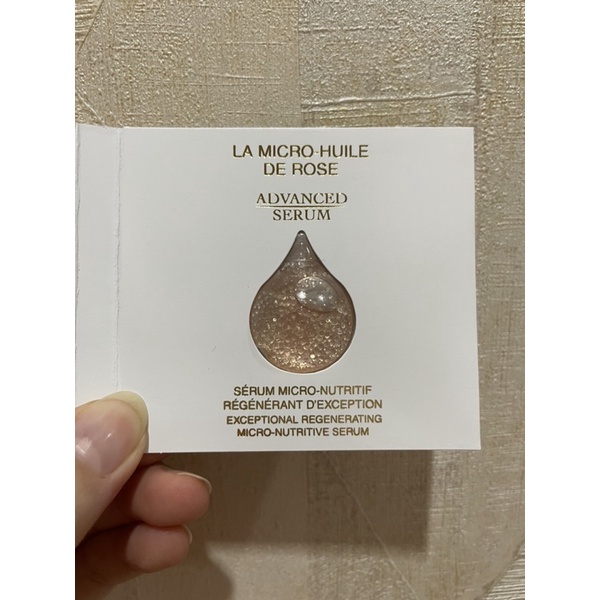 LA MICRO-HUILE
DE ROSE
ADVANCED
SERUM
SÉRUM MICRO-NUTRITIF
RÉGÉNÉRANT D'EXCEPTION
EXCEPTIONAL REGENERATING
MICRO-NUTRITIVE SERUM